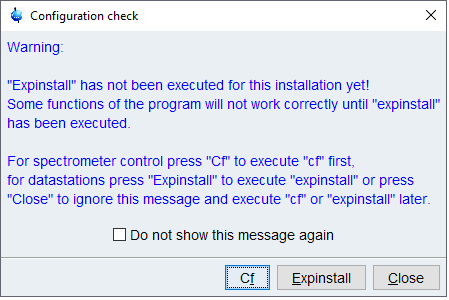 Configuration check
Warning:
"Expinstall" has not been executed for this installation yet!
Some functions of the program will not work correctly until "expinstall"
has been executed.
For spectrometer control press "Cf" to execute "cf" first,
for datastations press "Expinstall" to execute "expinstall" or press
"Close" to ignore this message and execute "cf" or "expinstall" later.
Do not show this message again
Cf Expinstall Close